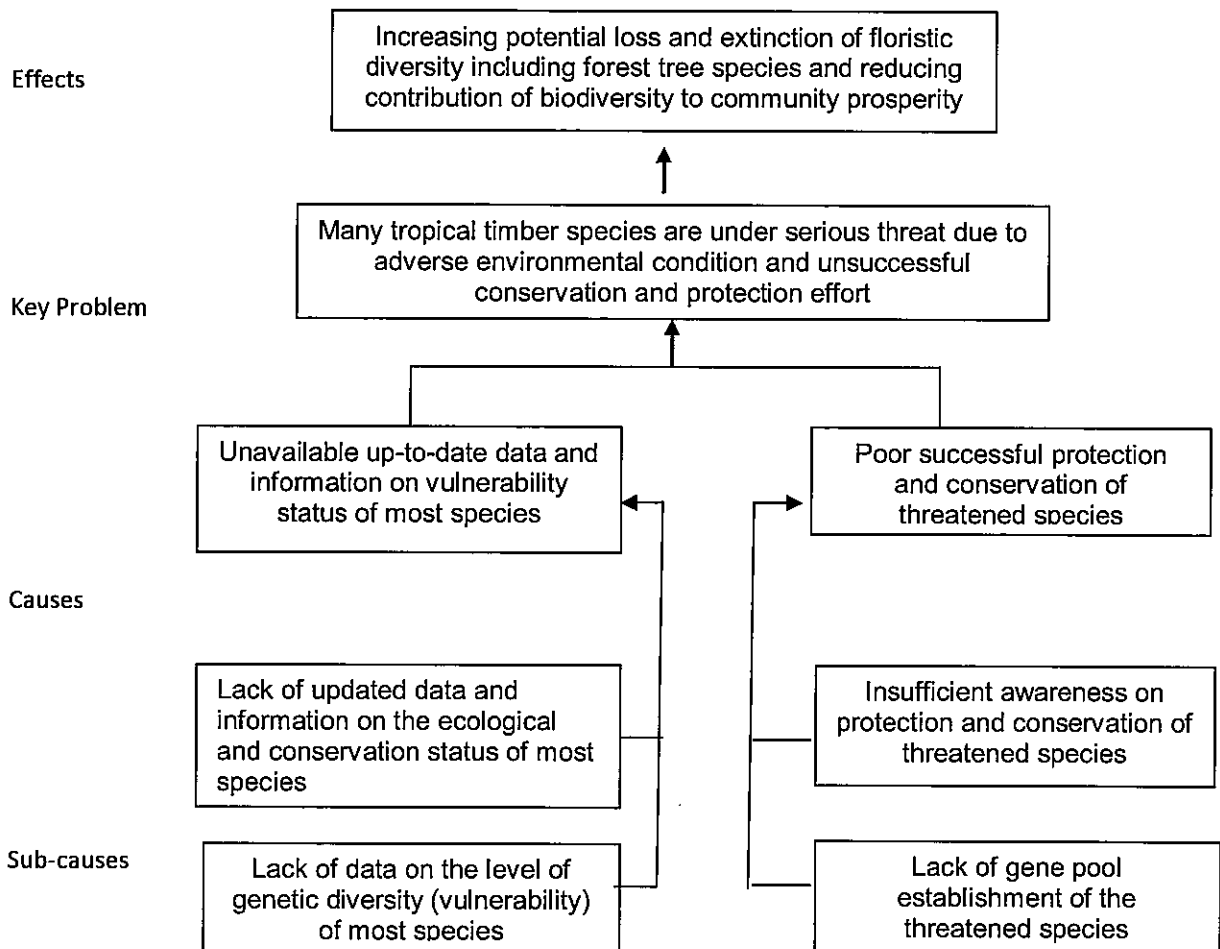 Effects
Increasing potential loss and extinction of floristic
diversity including forest tree species and reducing
contribution of biodiversity to community prosperity
Key Problem
Many tropical timber species are under serious threat due to
adverse environmental condition and unsuccessful
conservation and protection effort
Unavailable up-to-date data and
information on vulnerability
status of most species
Poor successful protection
and conservation of
threatened species
Causes
Lack of updated data and
information on the ecological
and conservation status of most
species
Insufficient awareness on
protection and conservation of
threatened species
Sub-causes
Lack of data on the level of
genetic diversity (vulnerability)
of most species
Lack of gene pool
establishment of the
threatened species